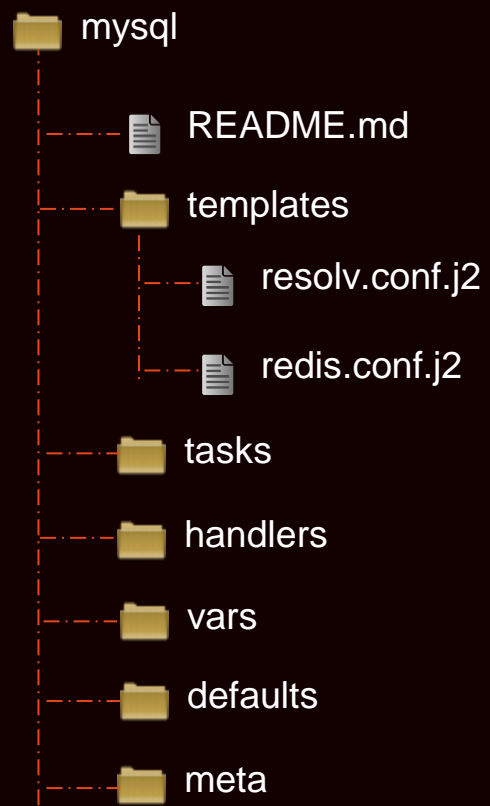 mysql
README.md
templates
resolv.conf.j2
redis.conf.j2
tasks
handlers
vars
defaults
meta